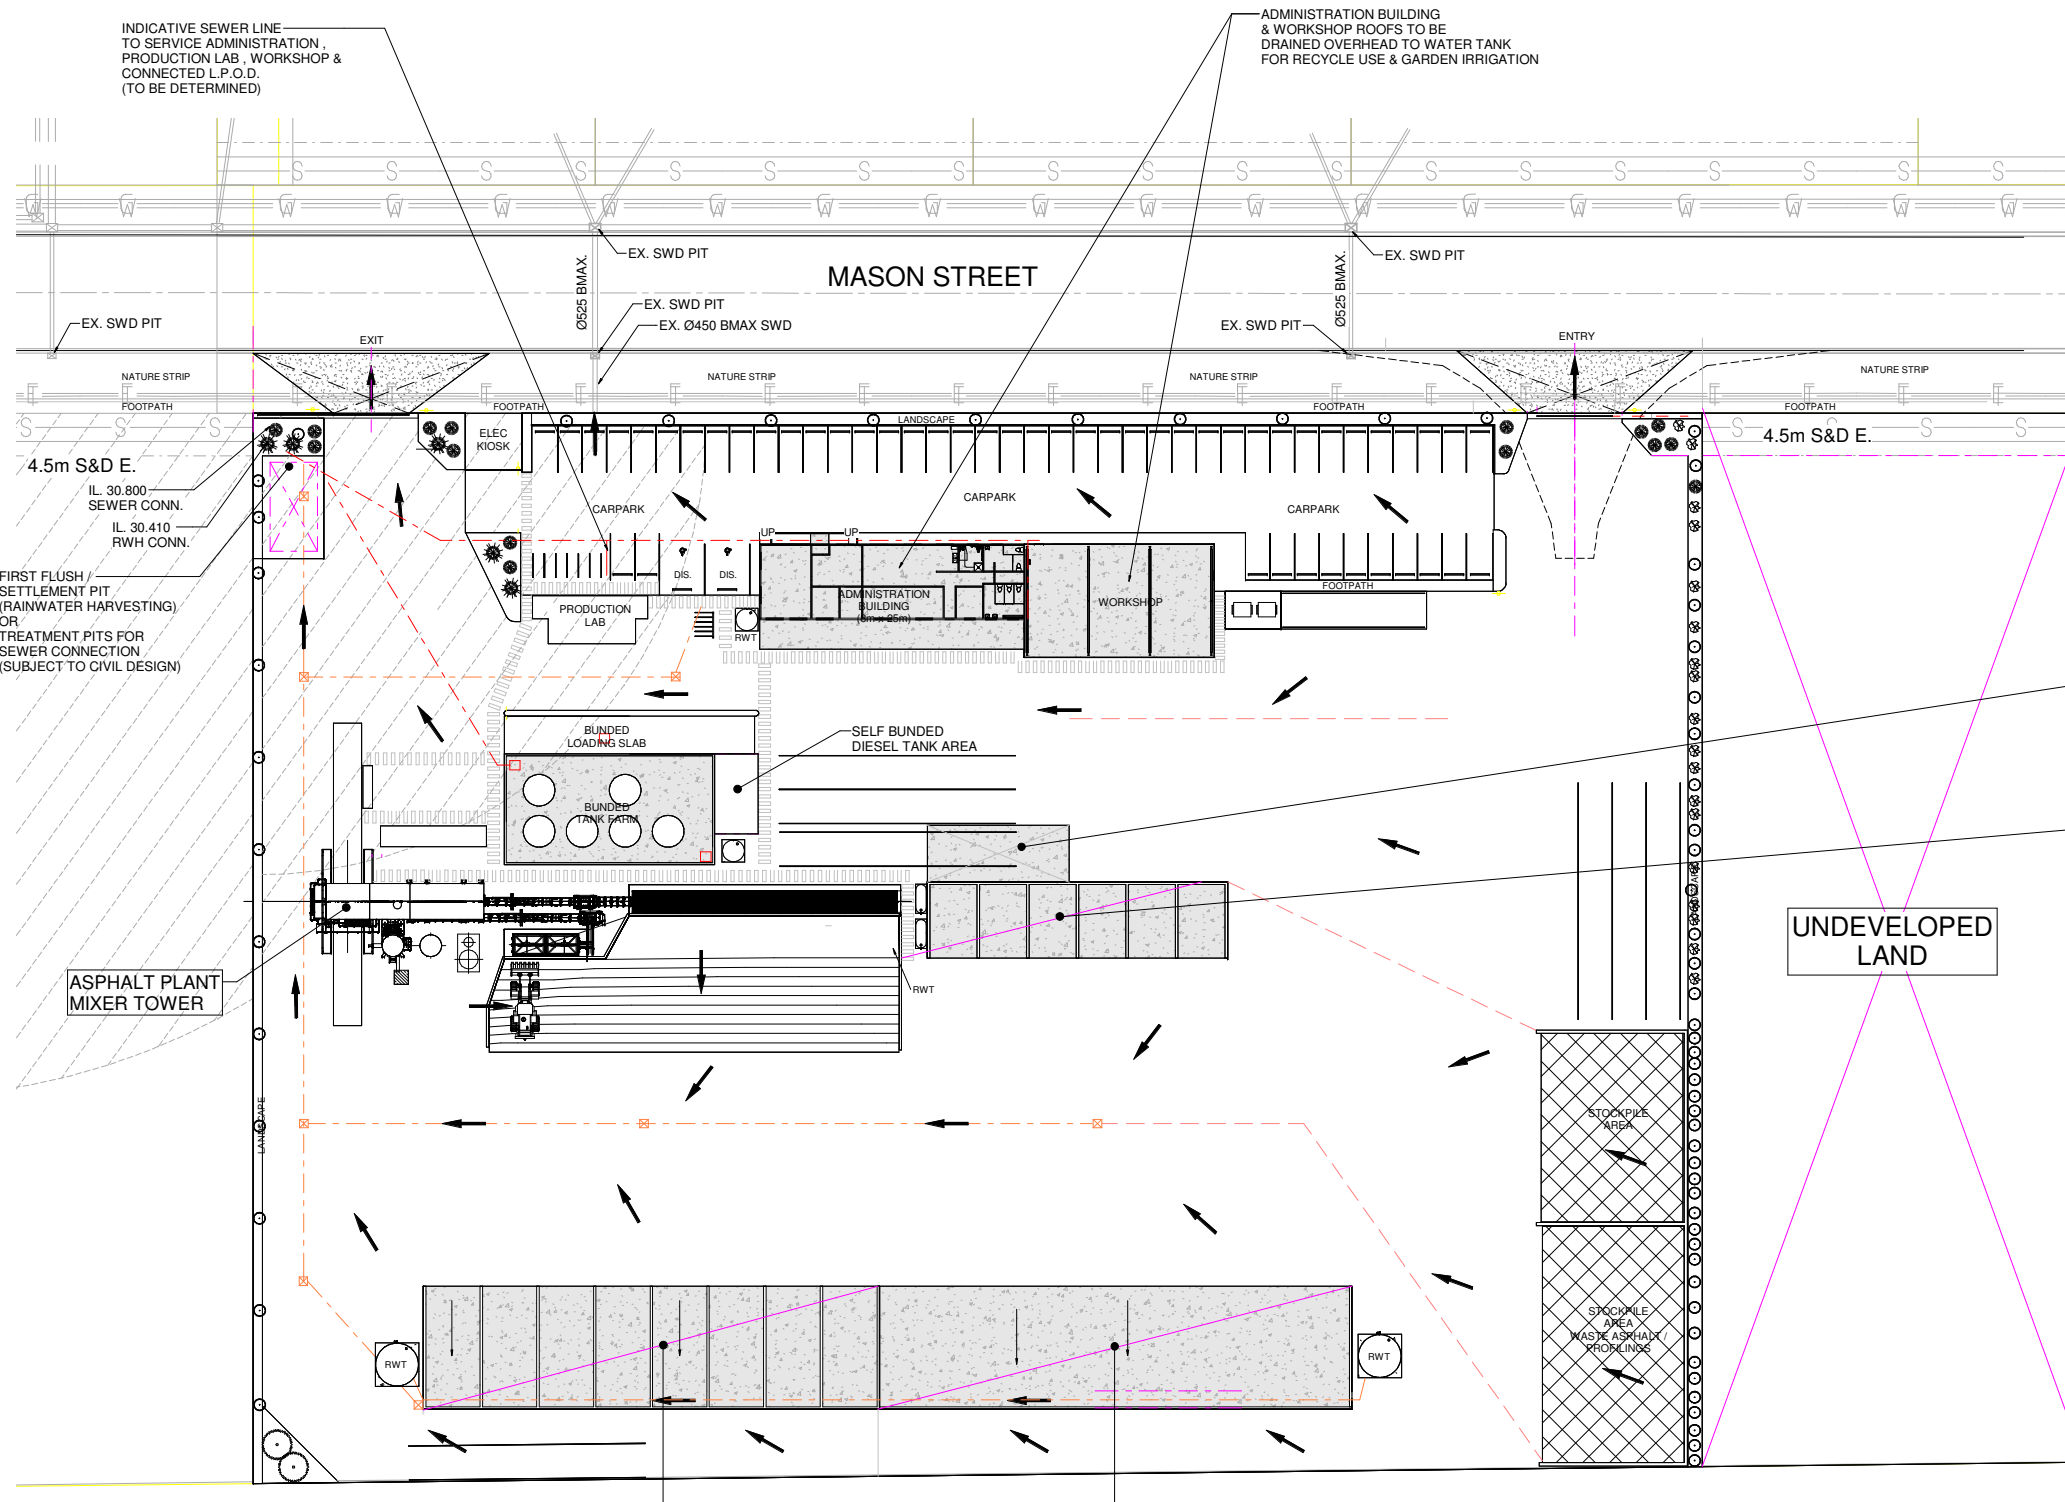 INDICATIVE SEWER LINE
TO SERVICE ADMINISTRATION ,
PRODUCTION LAB , WORKSHOP &
CONNECTED L.P.O.D.
(TO BE DETERMINED)
ADMINISTRATION BUILDING
& WORKSHOP ROOFS TO BE
DRAINED OVERHEAD TO WATER TANK
FOR RECYCLE USE & GARDEN IRRIGATION
S S S S S S S S S S S S S S S S S S S
EX. SWD PIT
EX. SWD PIT
MASON STREET
Ø525 BMAX.
Ø525 BMAX.
EX. SWD PIT
EX. Ø450 BMAX SWD
EX. SWD PIT
EX. SWD PIT
EXIT
ENTRY
NATURE STRIP
NATURE STRIP
NATURE STRIP
NATURE STRIP
FOOTPATH
FOOTPATH
FOOTPATH
FOOTPATH
LANDSCAPE
S S S
S S S
ELEC
KIOSK
4.5m S&D E.
4.5m S&D E.
IL. 30.800
SEWER CONN.
IL. 30.410
RWH CONN.
CARPARK
CARPARK
CARPARK
UP
UP
FIRST FLUSH /
SETTLEMENT PIT
(RAINWATER HARVESTING)
OR
TREATMENT PITS FOR
SEWER CONNECTION
(SUBJECT TO CIVIL DESIGN)
DIS.
DIS.
FOOTPATH
PRODUCTION
LAB
RWT
ADMINISTRATION
BUILDING
(8m x 25m)
WORKSHOP
BUNDED
LOADING SLAB
SELF BUNDED
DIESEL TANK AREA
BUNDED
TANK FARM
ASPHALT PLANT
MIXER TOWER
RWT
UNDEVELOPED
LAND
LANDSCAPE
STOCKPILE
AREA
STOCKPILE
AREA
WASTE ASPHALT /
PROFILINGS
RWT
RWT